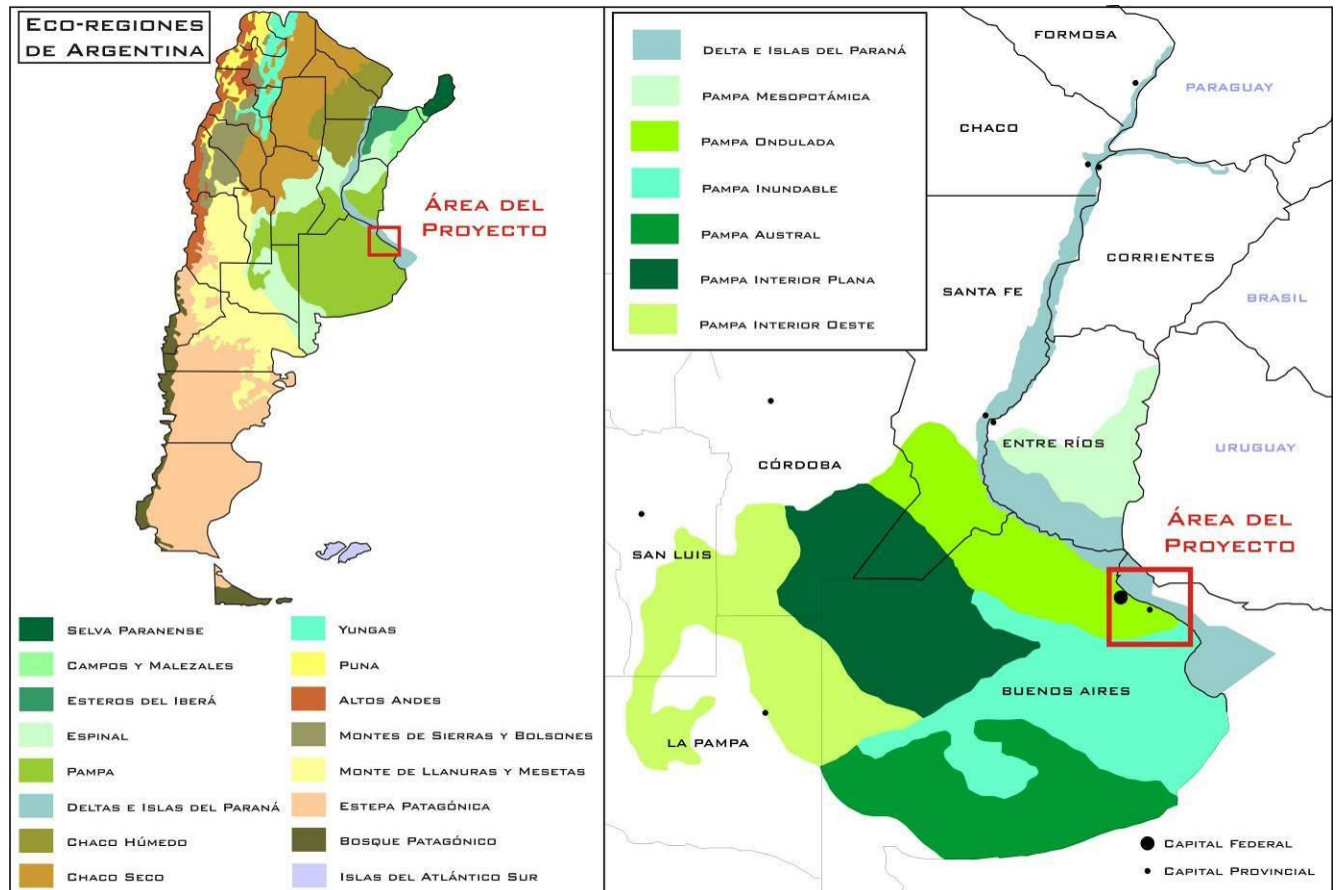 Eco-regiones
de Argentina
Área del
Proyecto
Selva Paranense
Campos y Malezales
Esteros del Iberá
Espinal
Pampa
Deltas e Islas del Paraná
Chaco Húmedo
Chaco Seco
Yungas
Puna
Altos Andes
Montes de Sierras y Bolsones
Monte de Llanuras y Mesetas
Estepa Patagónica
Bosque Patagónico
Islas del Atlántico Sur
Delta e Islas del Paraná
Pampa Mesopotámica
Pampa Ondulada
Pampa Inundable
Pampa Austral
Pampa Interior Plana
Pampa Interior Oeste
Formosa
Paraguay
Chaco
Corrientes
Santa Fe
Brasil
Entre Ríos
Uruguay
Córdoba
Área del
Proyecto
San Luis
Buenos Aires
La Pampa
Capital Federal
Capital Provincial